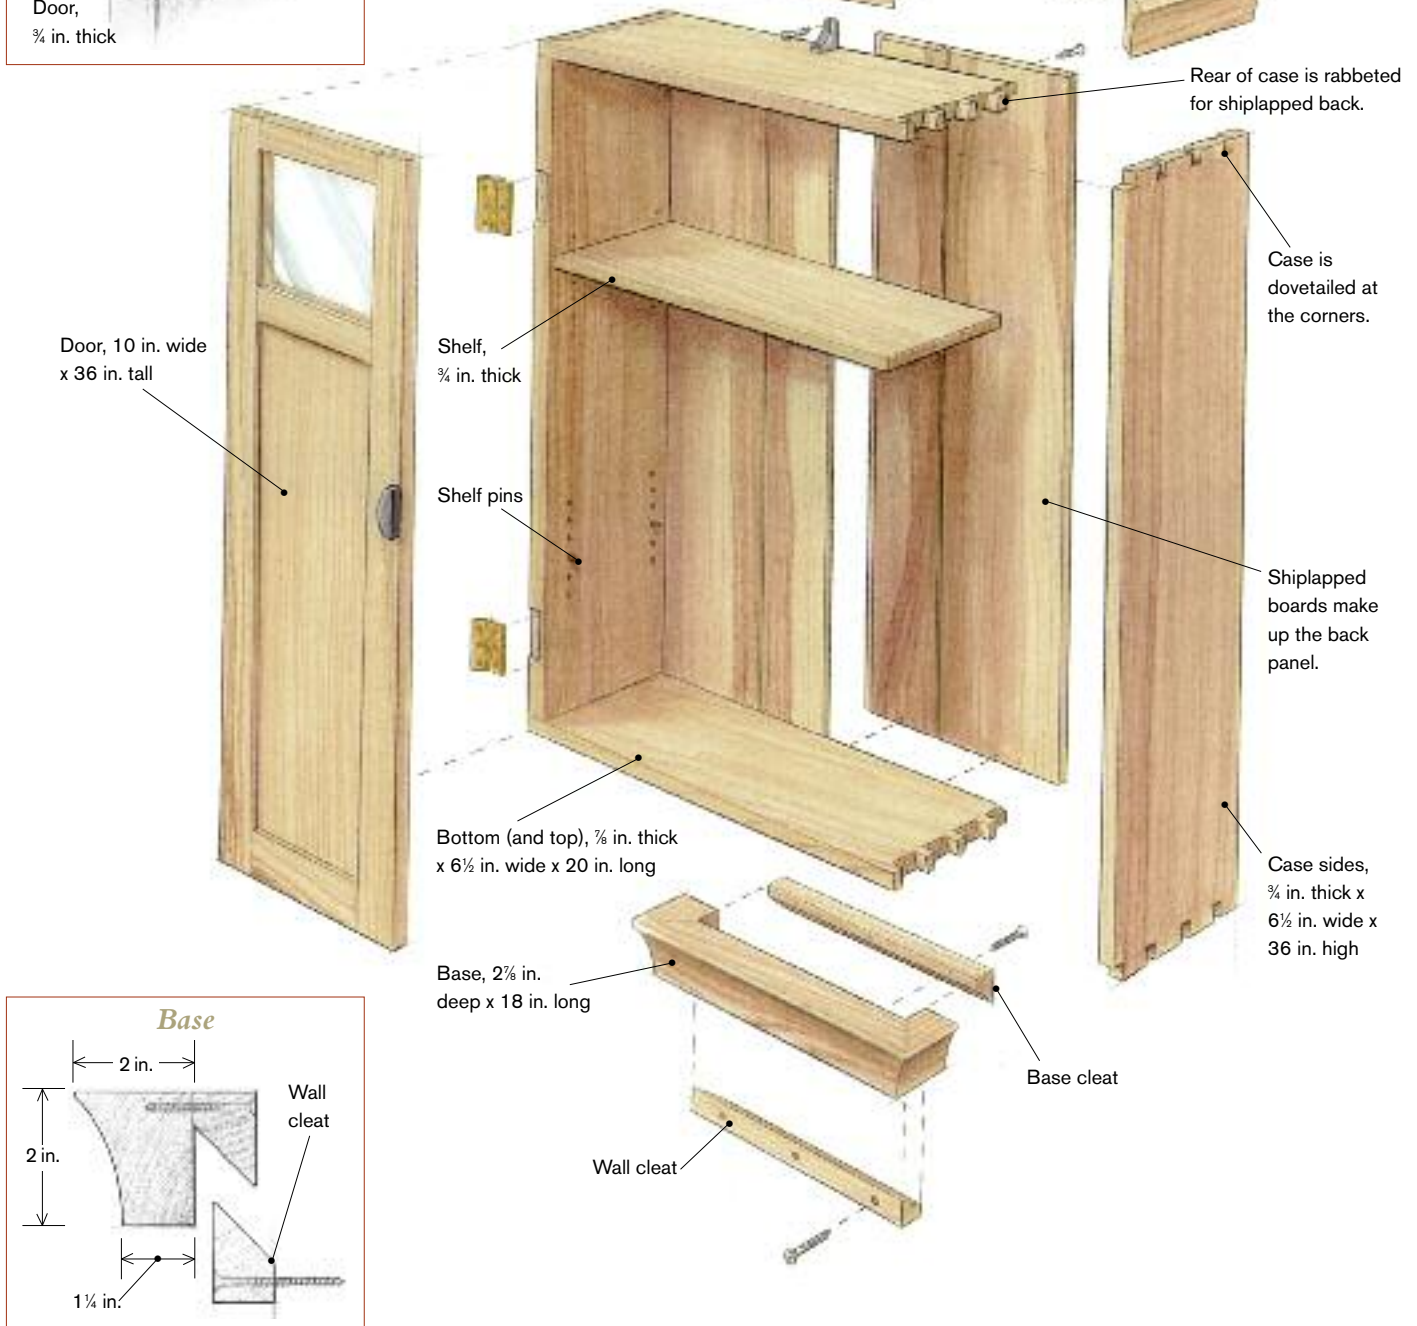 Door,
¾ in. thick
Rear of case is rabbeted
for shiplapped back.
Case is
dovetailed at
the corners.
Door, 10 in. wide
x 36 in. tall
Shelf,
¾ in. thick
Shelf pins
Shiplapped
boards make
up the back
panel.
Bottom (and top), ⅞ in. thick
x 6½ in. wide x 20 in. long
Case sides,
¾ in. thick x
6½ in. wide x
36 in. high
Base, 2⅞ in.
deep x 18 in. long
Base cleat
Wall cleat
Base
2 in.
Wall
cleat
2 in.
1¼ in.